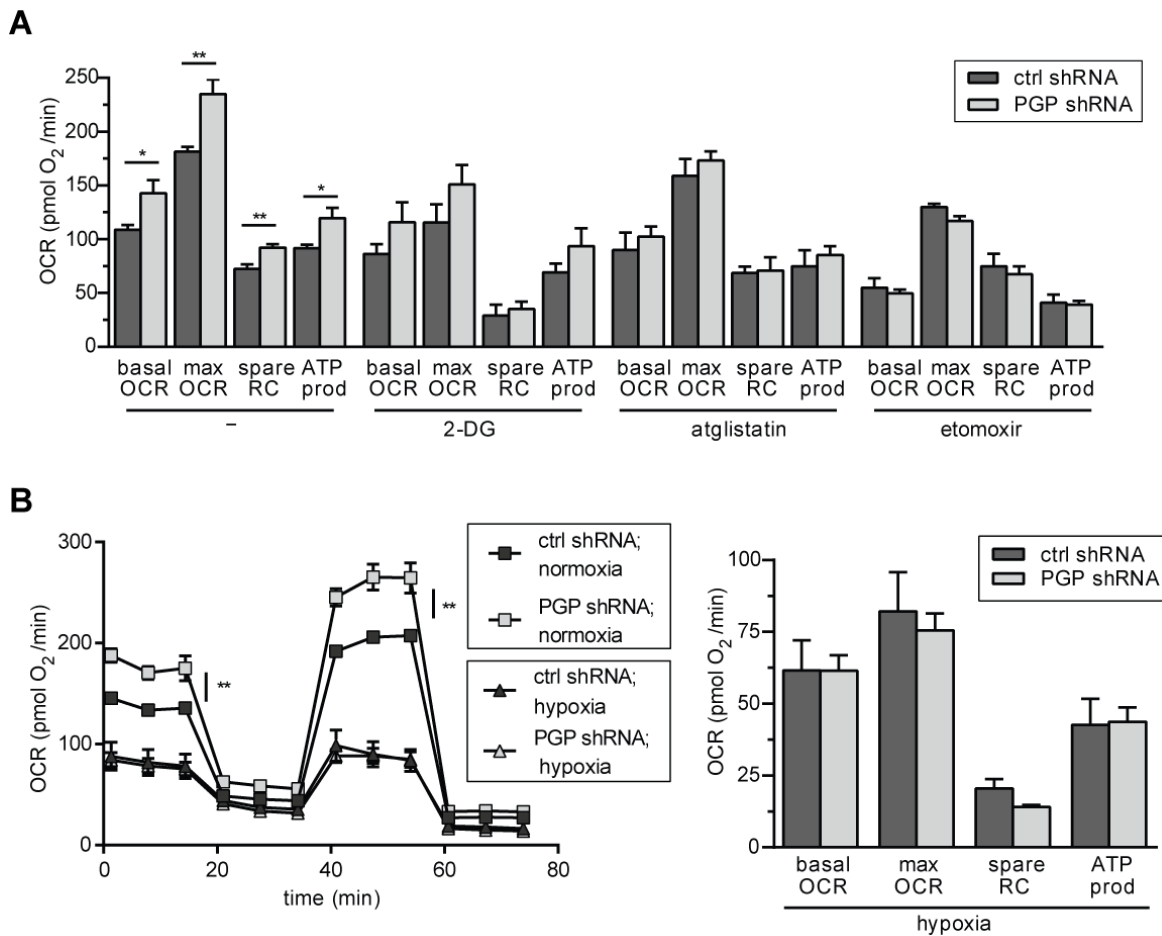 A
OCR (pmol O2 /min)
250
200
150
100
50
0
*
**
**
*
ctrl shRNA
PGP shRNA
basal OCR
max OCR
spare RC
ATP prod
basal OCR
max OCR
spare RC
ATP prod
basal OCR
max OCR
spare RC
ATP prod
basal OCR
max OCR
spare RC
ATP prod
–
2-DG
atglistatin
etomoxir
B
OCR (pmol O2 /min)
300
200
100
0
**
**
ctrl shRNA;
normoxia
PGP shRNA;
normoxia
ctrl shRNA;
hypoxia
PGP shRNA;
hypoxia
0 20 40 60 80
time (min)
OCR (pmol O2 /min)
100
75
50
25
0
ctrl shRNA
PGP shRNA
basal OCR
max OCR
spare RC
ATP prod
hypoxia